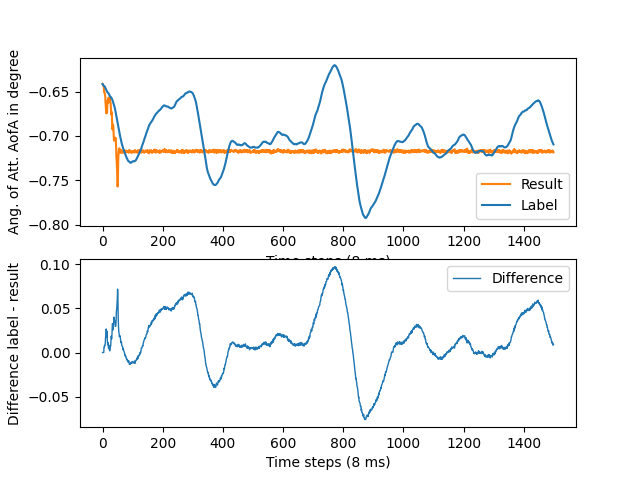 Ang. of Att. AofA in degree
−0.65
−0.70
−0.75
−0.80
Result
Label
0 200 400 600 800 1000 1200 1400
Time steps (8 ms)
Difference label - result
0.10
0.05
0.00
−0.05
Difference
0 200 400 600 800 1000 1200 1400
Time steps (8 ms)